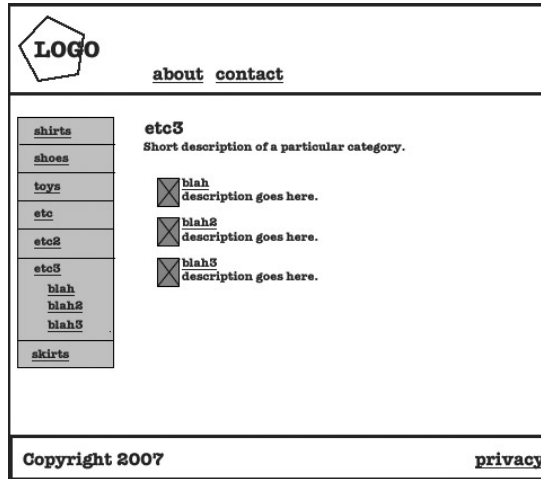 LOGO
about contact
shirts
shoes
toys
etc
etc2
etc3
blah
blah2
blah3
skirts
etc3
Short description of a particular category.
blah
description goes here.
blah2
description goes here.
blah3
description goes here.
Copyright 2007 privacy